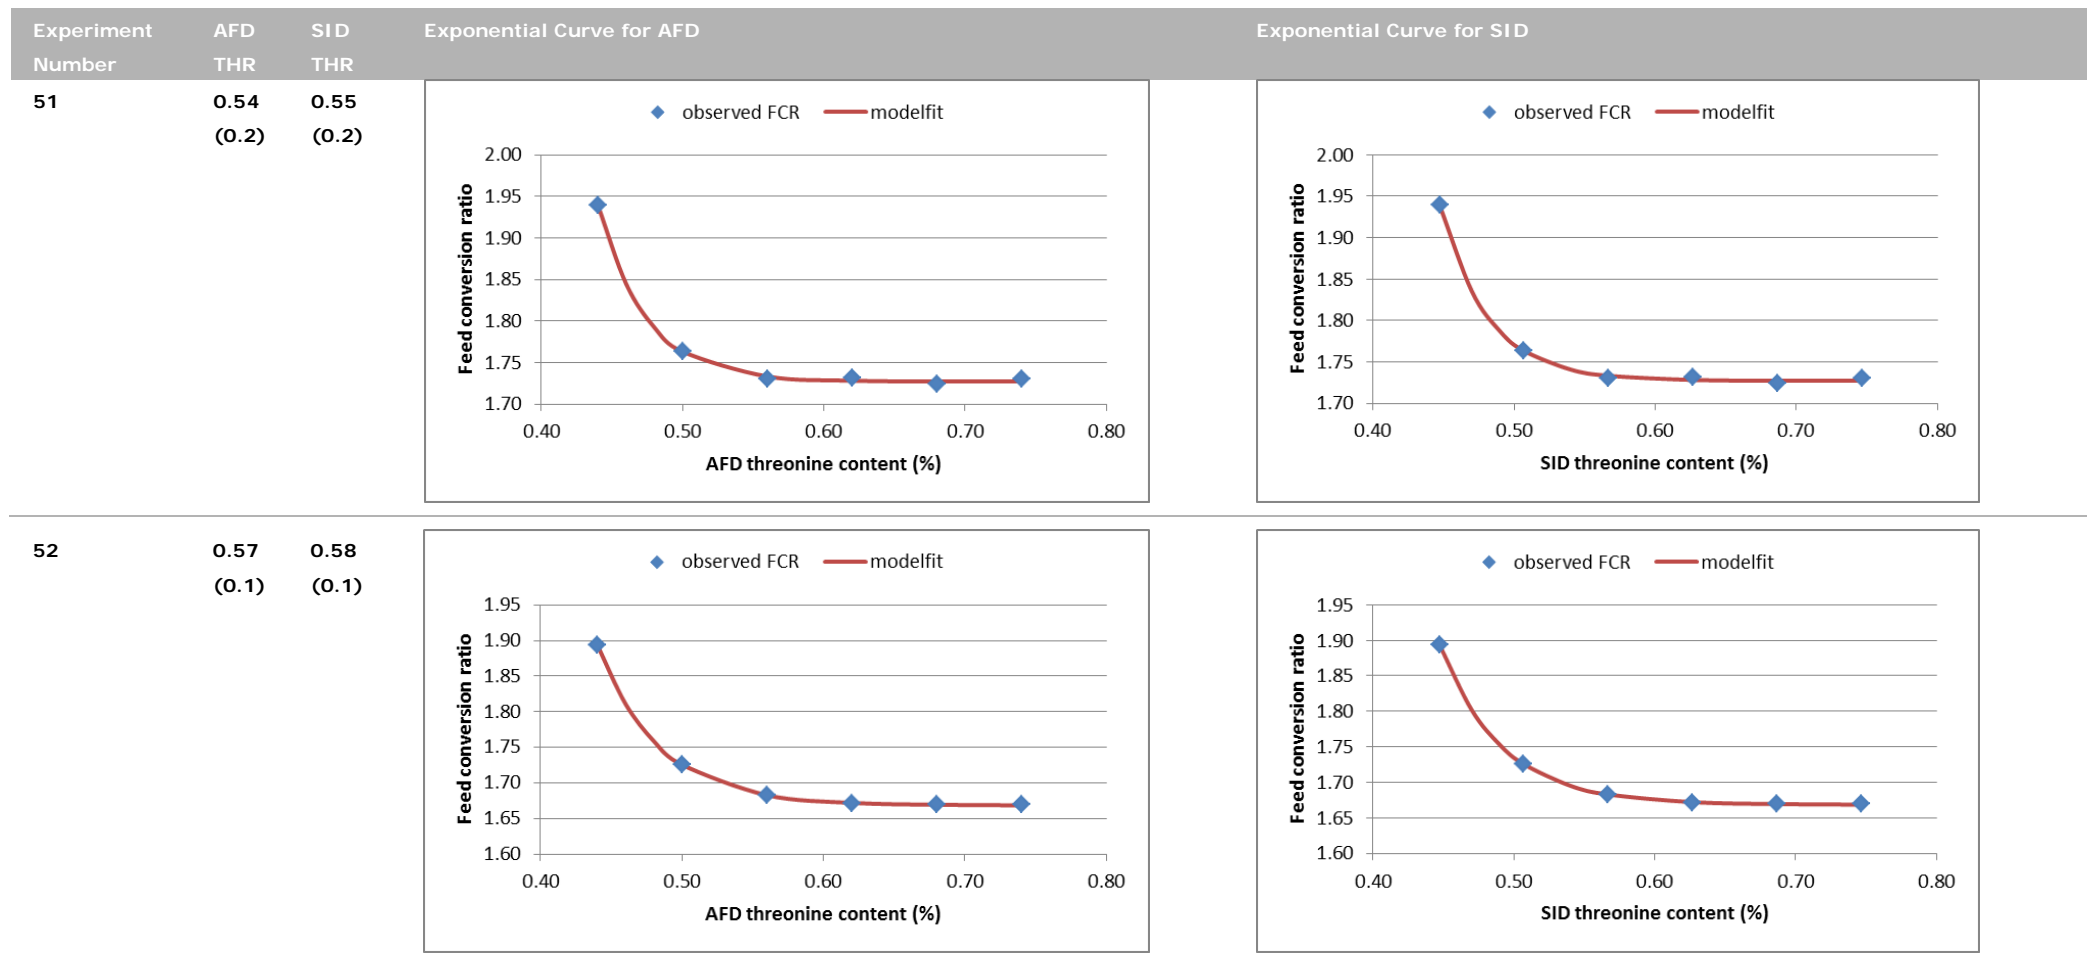 Experiment Number AFD THR SID THR Exponential Curve for AFD Exponential Curve for SID
51 0.54 0.55
(0.2) (0.2)
observed FCR modelfit
2.00
1.95
1.90
1.85
1.80
1.75
1.70
0.40 0.50 0.60 0.70 0.80
Feed conversion ratio
AFD threonine content (%)
observed FCR modelfit
2.00
1.95
1.90
1.85
1.80
1.75
1.70
0.40 0.50 0.60 0.70 0.80
Feed conversion ratio
SID threonine content (%)
52 0.57 0.58
(0.1) (0.1)
observed FCR modelfit
1.95
1.90
1.85
1.80
1.75
1.70
1.65
1.60
0.40 0.50 0.60 0.70 0.80
Feed conversion ratio
AFD threonine content (%)
observed FCR modelfit
1.95
1.90
1.85
1.80
1.75
1.70
1.65
1.60
0.40 0.50 0.60 0.70 0.80
Feed conversion ratio
SID threonine content (%)